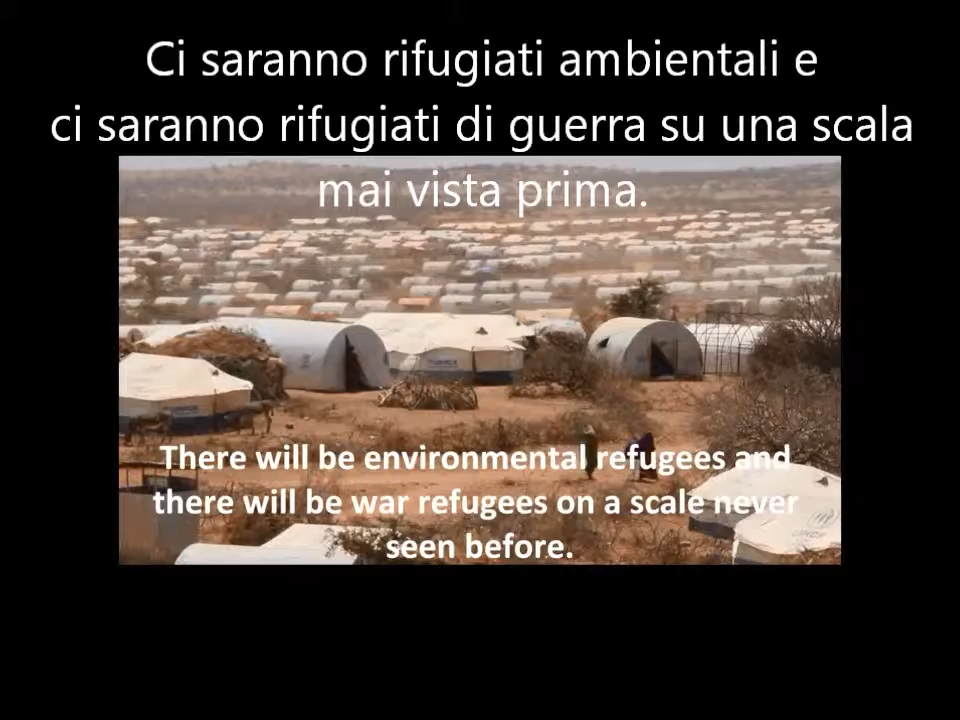 Ci saranno rifugiati ambientali e
ci saranno rifugiati di guerra su una scala
mai vista prima.
There will be environmental refugees and
there will be war refugees on a scale never
seen before.